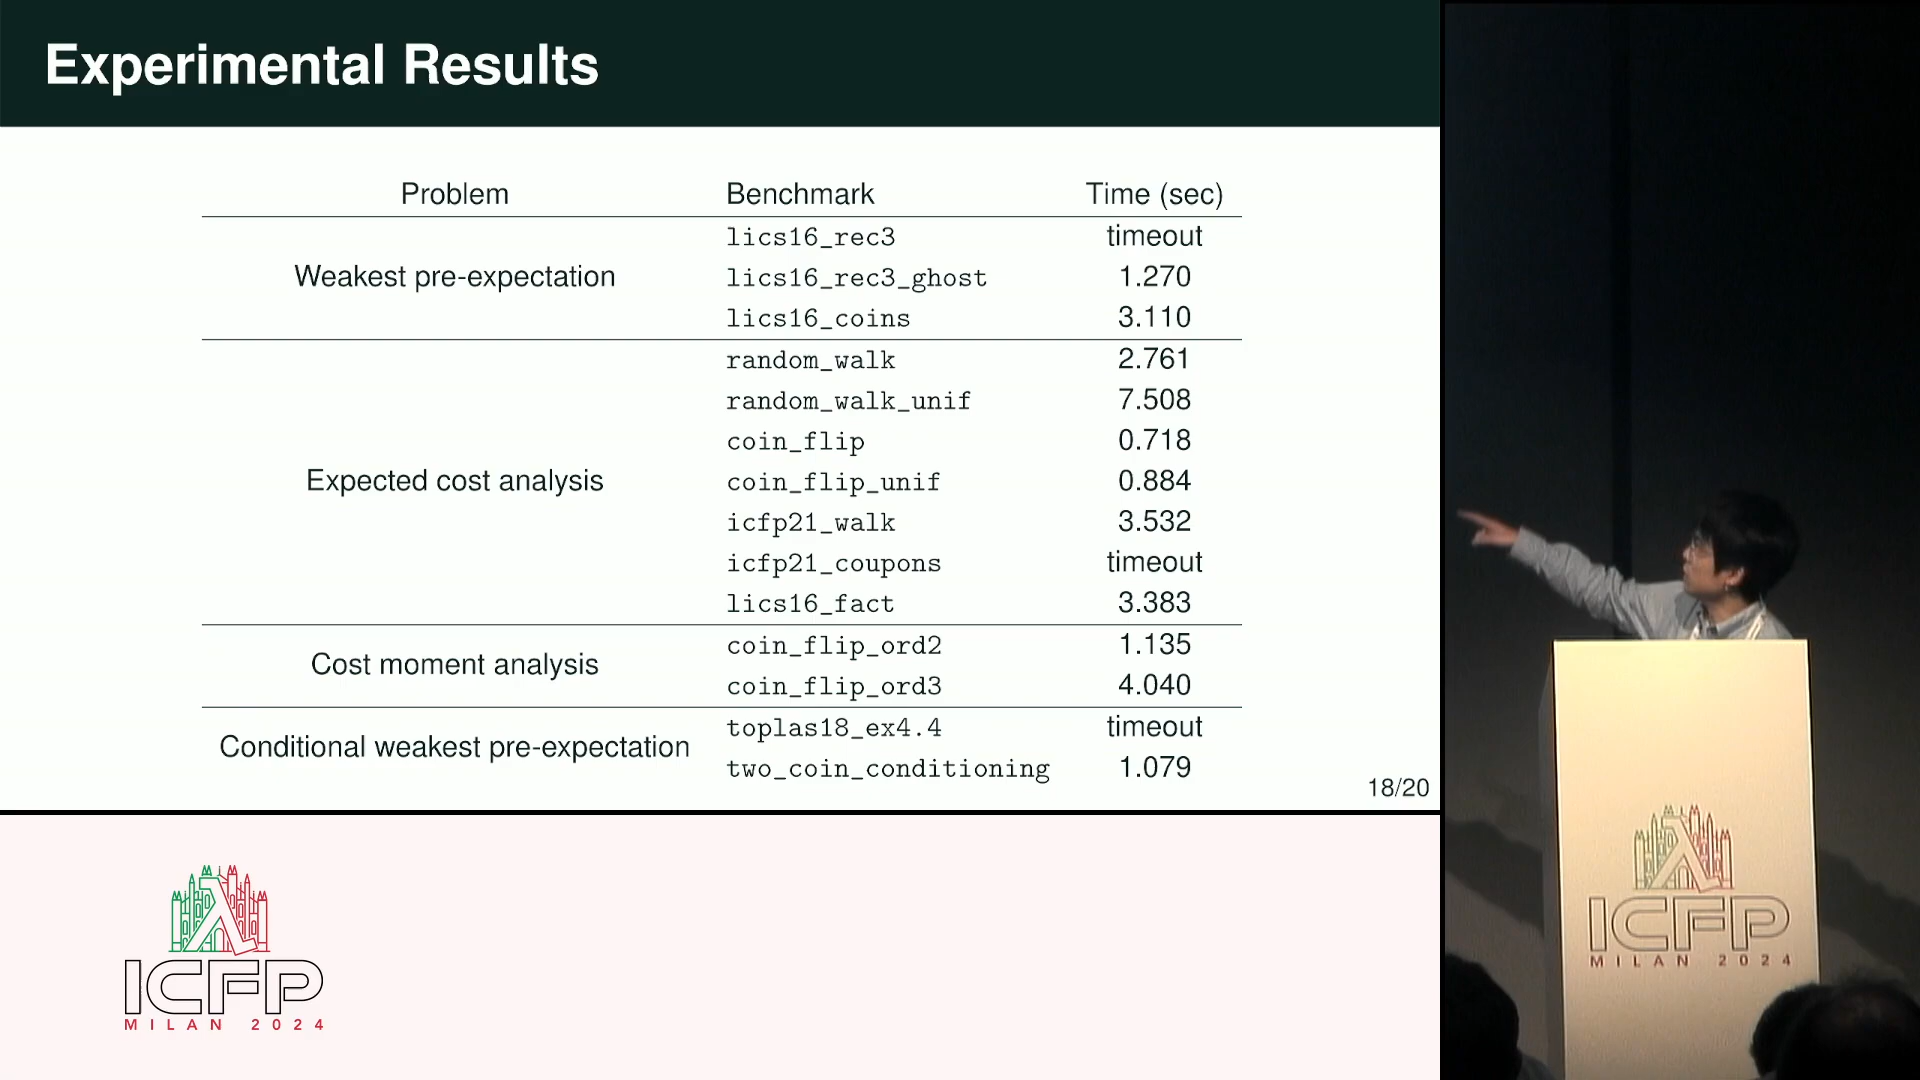 Experimental Results
Problem Benchmark Time (sec)
Weakest pre-expectation
lics16_rec3 timeout
lics16_rec3_ghost 1.270
lics16_coins 3.110
Expected cost analysis
random_walk 2.761
random_walk_unif 7.508
coin_flip 0.718
coin_flip_unif 0.884
icfp21_walk 3.532
icfp21_coupons timeout
lics16_fact 3.383
Cost moment analysis
coin_flip_ord2 1.135
coin_flip_ord3 4.040
Conditional weakest pre-expectation
toplas18_ex4.4 timeout
two_coin_conditioning 1.079
18/20
ICFP
MILAN 2024
ICFP
MILAN 2024